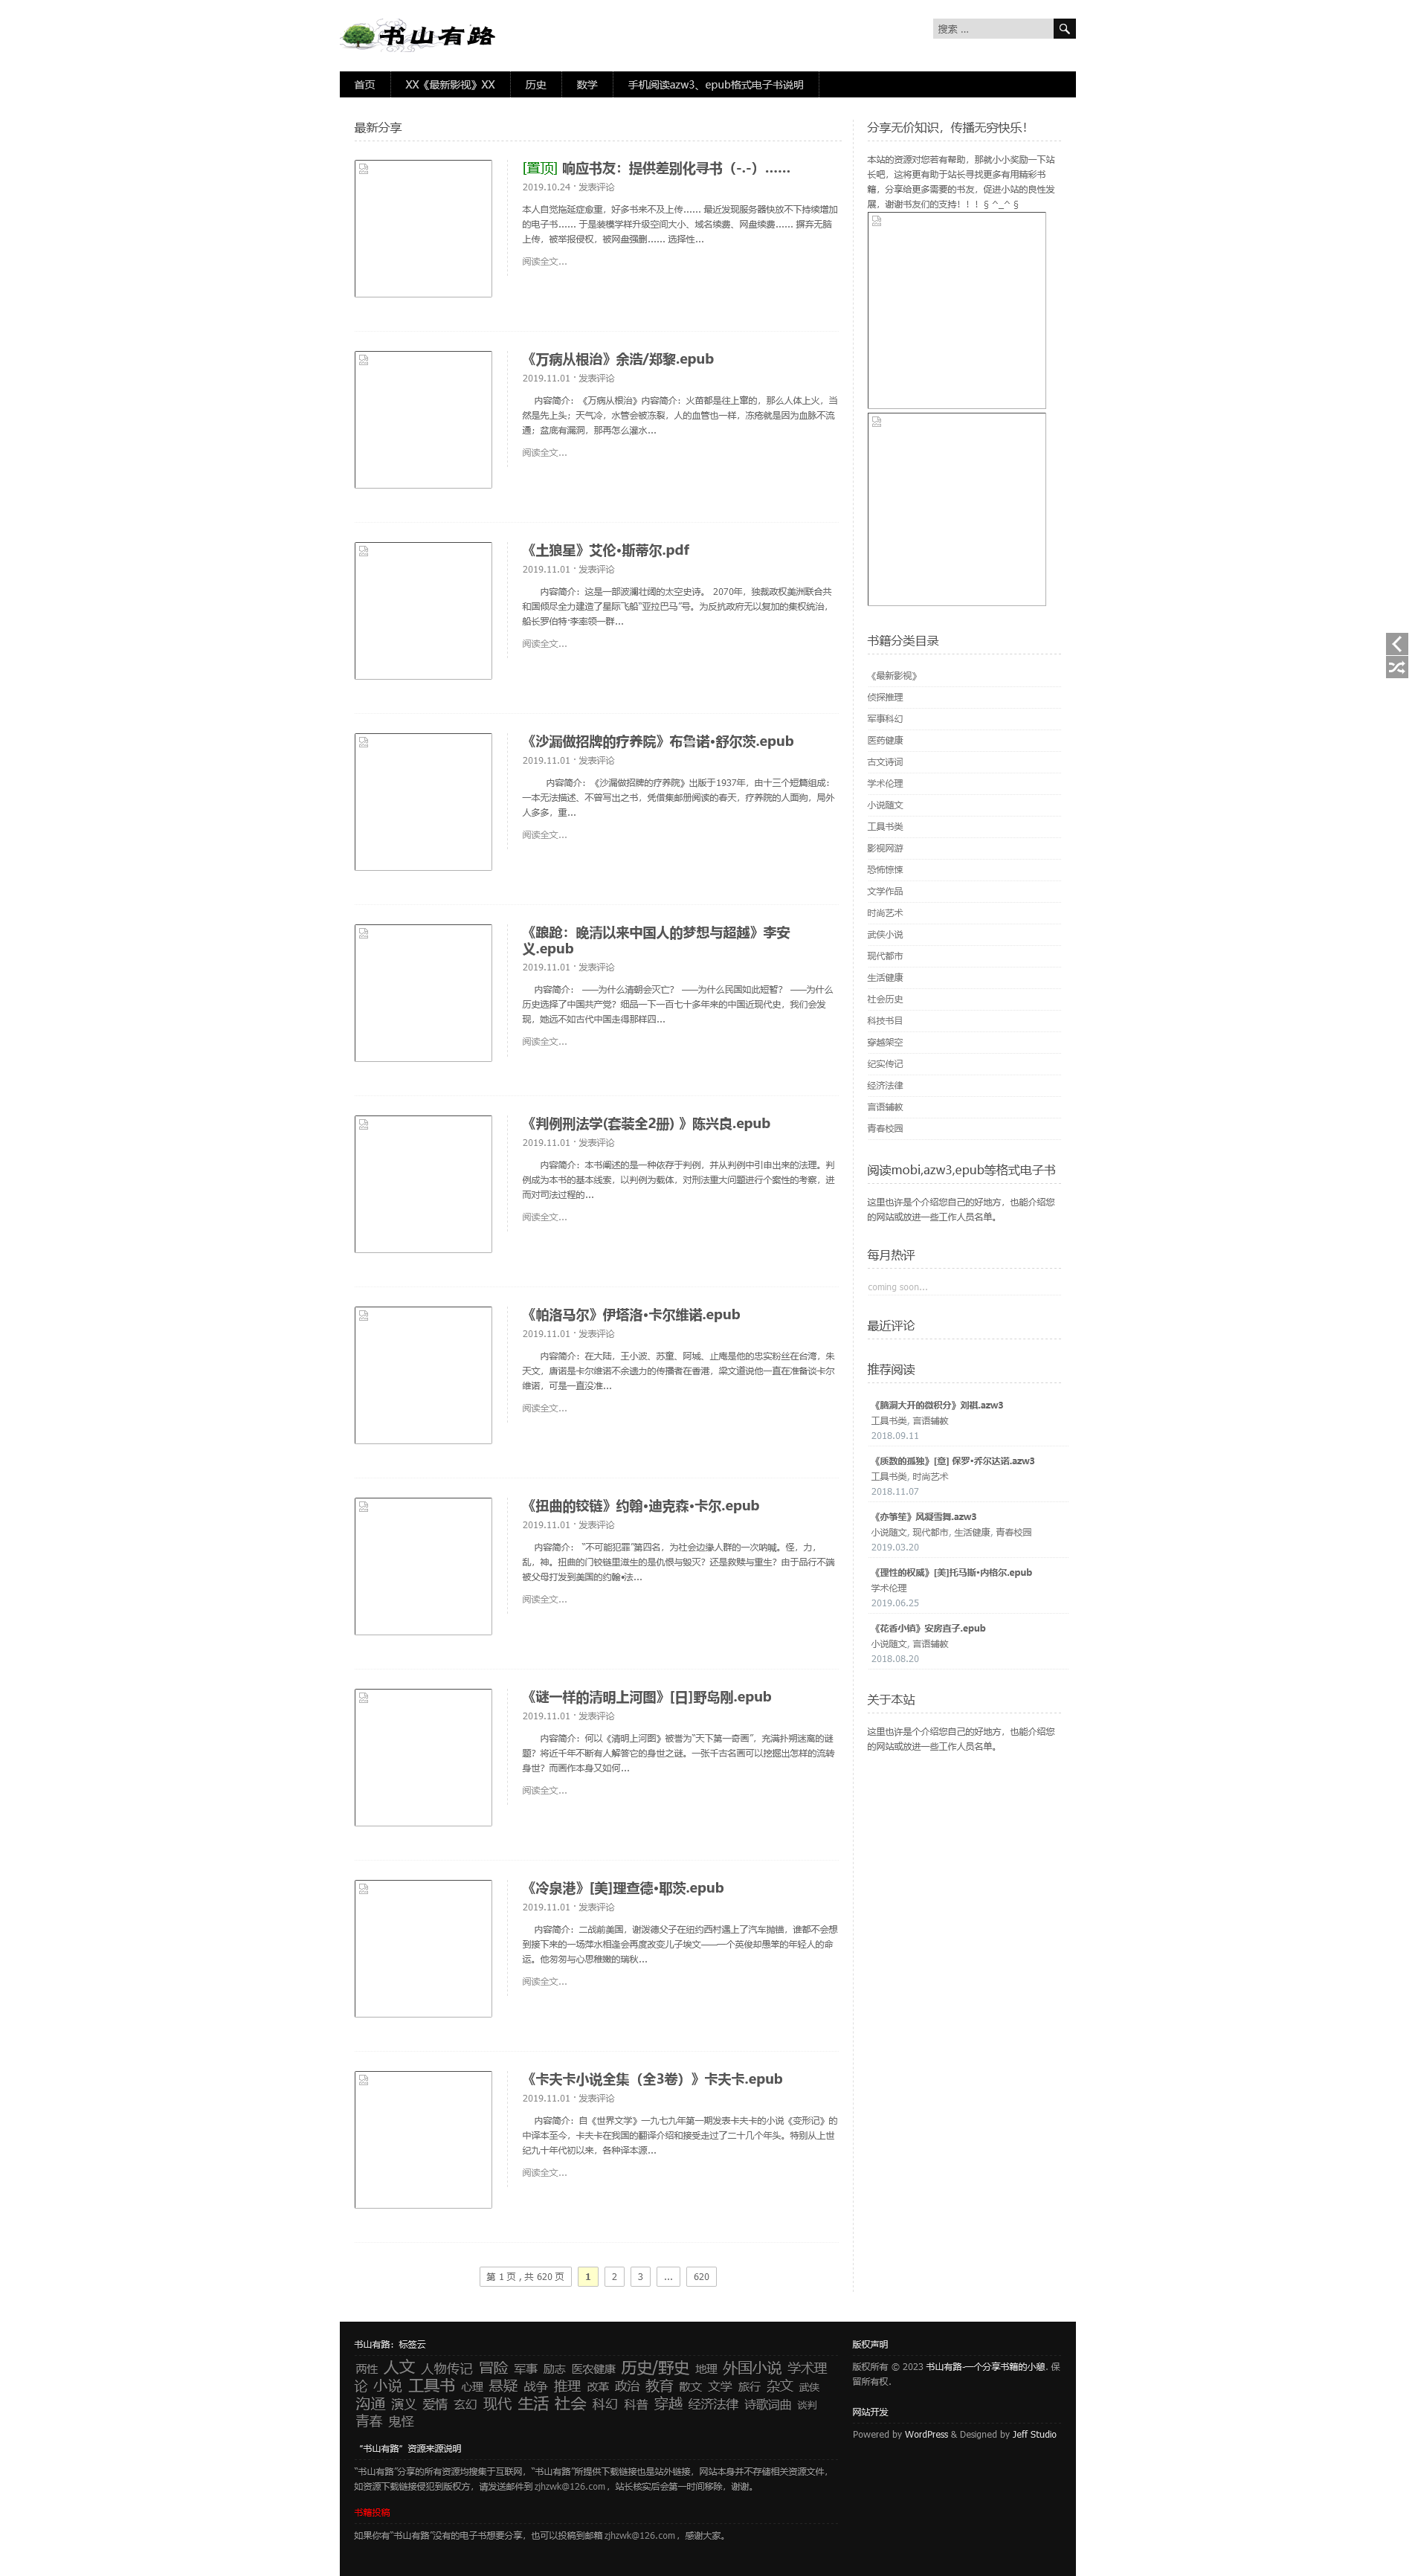 书山有路
搜索 ...
首页
XX《最新影视》XX
历史
数学
手机阅读azw3、epub格式电子书说明
最新分享
[置顶] 响应书友：提供差别化寻书（-.-）……
2019.10.24 · 发表评论
本人自觉拖延症愈重，好多书来不及上传…… 最近发现服务器快放不下持续增加
的电子书…… 于是装模学样升级空间大小、域名续费、网盘续费…… 摒弃无脑
上传，被举报侵权，被网盘强删…… 选择性...
阅读全文...
《万病从根治》余浩/郑黎.epub
2019.11.01 · 发表评论
内容简介：《万病从根治》内容简介：火苗都是往上窜的，那么人体上火，当
然是先上头；天气冷，水管会被冻裂，人的血管也一样，冻疮就是因为血脉不流
通；盆底有漏洞，那再怎么灌水...
阅读全文...
《土狼星》艾伦•斯蒂尔.pdf
2019.11.01 · 发表评论
内容简介：这是一部波澜壮阔的太空史诗。 2070年，独裁政权美洲联合共
和国倾尽全力建造了星际飞船“亚拉巴马”号。为反抗政府无以复加的集权统治，
船长罗伯特·李率领一群...
阅读全文...
《沙漏做招牌的疗养院》布鲁诺•舒尔茨.epub
2019.11.01 · 发表评论
内容简介：《沙漏做招牌的疗养院》出版于1937年，由十三个短篇组成：
一本无法描述、不曾写出之书，凭借集邮册阅读的春天，疗养院的人面狗，局外
人多多，重...
阅读全文...
《踉跄：晚清以来中国人的梦想与超越》李安
义.epub
2019.11.01 · 发表评论
内容简介： ——为什么清朝会灭亡？ ——为什么民国如此短暂？ ——为什么
历史选择了中国共产党？细品一下一百七十多年来的中国近现代史，我们会发
现，她远不如古代中国走得那样四...
阅读全文...
《判例刑法学(套装全2册) 》陈兴良.epub
2019.11.01 · 发表评论
内容简介：本书阐述的是一种依存于判例，并从判例中引申出来的法理。判
例成为本书的基本线索，以判例为载体，对刑法重大问题进行个案性的考察，进
而对司法过程的...
阅读全文...
《帕洛马尔》伊塔洛•卡尔维诺.epub
2019.11.01 · 发表评论
内容简介：在大陆，王小波、苏童、阿城、止庵是他的忠实粉丝在台湾，朱
天文，唐诺是卡尔维诺不余遗力的传播者在香港，梁文道说他一直在准备谈卡尔
维诺，可是一直没准...
阅读全文...
《扭曲的铰链》约翰•迪克森•卡尔.epub
2019.11.01 · 发表评论
内容简介： “不可能犯罪”第四名，为社会边缘人群的一次呐喊。怪，力，
乱，神。扭曲的门铰链里滋生的是仇恨与毁灭？还是救赎与重生？由于品行不端
被父母打发到美国的约翰•法...
阅读全文...
《谜一样的清明上河图》[日]野岛刚.epub
2019.11.01 · 发表评论
内容简介：何以《清明上河图》被誉为“天下第一奇画”，充满扑朔迷离的谜
题？将近千年不断有人解答它的身世之谜。一张千古名画可以挖掘出怎样的流转
身世？而画作本身又如何...
阅读全文...
《冷泉港》[美]理查德•耶茨.epub
2019.11.01 · 发表评论
内容简介：二战前美国，谢泼德父子在纽约西村遇上了汽车抛锚，谁都不会想
到接下来的一场萍水相逢会再度改变儿子埃文——一个英俊却愚笨的年轻人的命
运。他匆匆与心思稚嫩的瑞秋...
阅读全文...
《卡夫卡小说全集（全3卷）》卡夫卡.epub
2019.11.01 · 发表评论
内容简介：自《世界文学》一九七九年第一期发表卡夫卡的小说《变形记》的
中译本至今，卡夫卡在我国的翻译介绍和接受走过了二十几个年头。特别从上世
纪九十年代初以来，各种译本源...
阅读全文...
第 1 页 , 共 620 页
1
2
3
...
620
分享无价知识，传播无穷快乐！
本站的资源对您若有帮助，那就小小奖励一下站
长吧，这将更有助于站长寻找更多有用精彩书
籍，分享给更多需要的书友，促进小站的良性发
展，谢谢书友们的支持！！！§ ^_^ §
书籍分类目录
《最新影视》
侦探推理
军事科幻
医药健康
古文诗词
学术伦理
小说随文
工具书类
影视网游
恐怖惊悚
文学作品
时尚艺术
武侠小说
现代都市
生活健康
社会历史
科技书目
穿越架空
纪实传记
经济法律
言语辅教
青春校园
阅读mobi,azw3,epub等格式电子书
这里也许是个介绍您自己的好地方，也能介绍您
的网站或放进一些工作人员名单。
每月热评
coming soon...
最近评论
推荐阅读
《脑洞大开的微积分》刘祺.azw3
工具书类, 言语辅教
2018.09.11
《质数的孤独》[意] 保罗•乔尔达诺.azw3
工具书类, 时尚艺术
2018.11.07
《亦筝笙》风凝雪舞.azw3
小说随文, 现代都市, 生活健康, 青春校园
2019.03.20
《理性的权威》[美]托马斯•内格尔.epub
学术伦理
2019.06.25
《花香小镇》安房直子.epub
小说随文, 言语辅教
2018.08.20
关于本站
这里也许是个介绍您自己的好地方，也能介绍您
的网站或放进一些工作人员名单。
书山有路：标签云
两性 人文 人物传记 冒险 军事 励志 医农健康 历史/野史 地理 外国小说 学术理
论 小说 工具书 心理 悬疑 战争 推理 改革 政治 教育 散文 文学 旅行 杂文 武侠
沟通 演义 爱情 玄幻 现代 生活 社会 科幻 科普 穿越 经济法律 诗歌词曲 谈判
青春 鬼怪
“书山有路”资源来源说明
“书山有路”分享的所有资源均搜集于互联网，“书山有路”所提供下载链接也是站外链接，网站本身并不存储相关资源文件，
如资源下载链接侵犯到版权方，请发送邮件到 zjhzwk@126.com ，站长核实后会第一时间移除，谢谢。
书籍投稿
如果你有“书山有路”没有的电子书想要分享，也可以投稿到邮箱 zjhzwk@126.com ，感谢大家。
版权声明
版权所有 © 2023 书山有路-一个分享书籍的小憩. 保
留所有权.
网站开发
Powered by WordPress & Designed by Jeff Studio